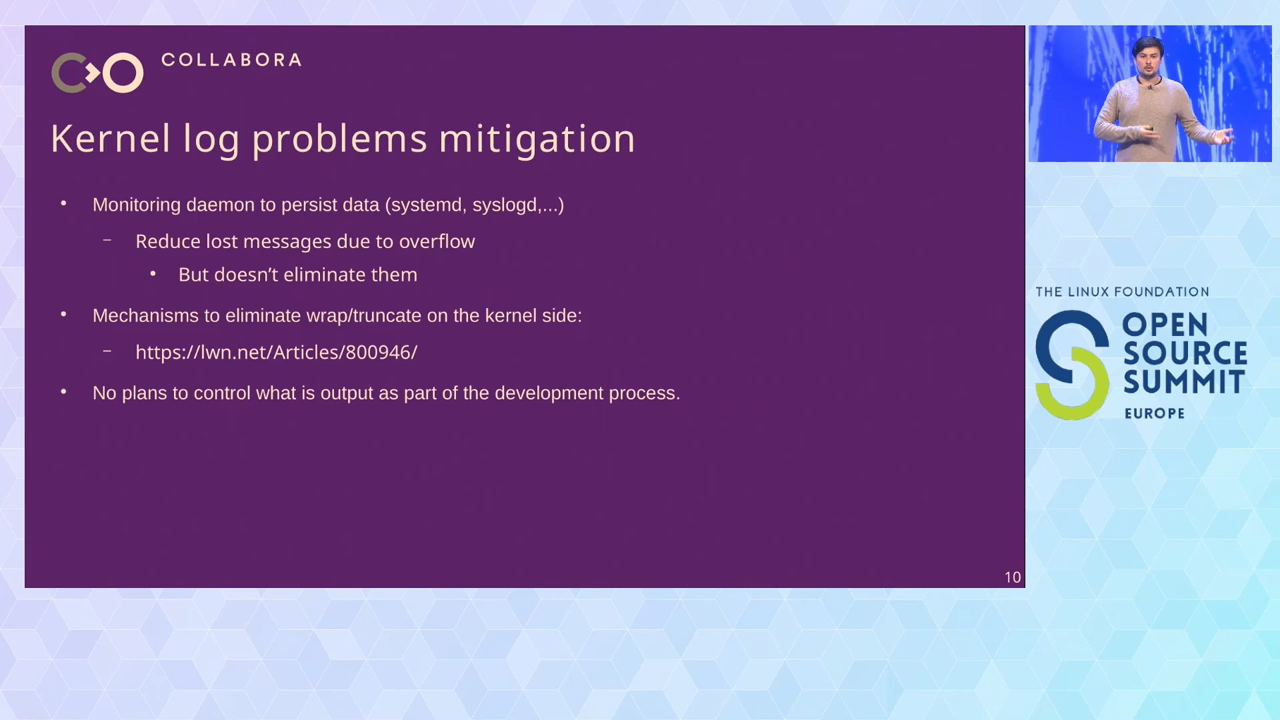 COLLABORA
Kernel log problems mitigation
• Monitoring daemon to persist data (systemd, syslogd,...)
– Reduce lost messages due to overflow
• But doesn’t eliminate them
• Mechanisms to eliminate wrap/truncate on the kernel side:
– https://lwn.net/Articles/800946/
• No plans to control what is output as part of the development process.
10
THE LINUX FOUNDATION
OPEN
SOURCE
SUMMIT
EUROPE